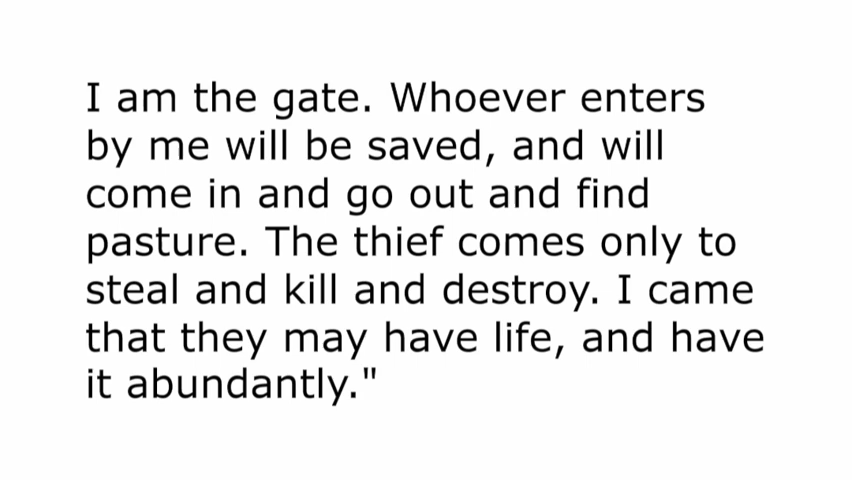 I am the gate. Whoever enters
by me will be saved, and will
come in and go out and find
pasture. The thief comes only to
steal and kill and destroy. I came
that they may have life, and have
it abundantly."